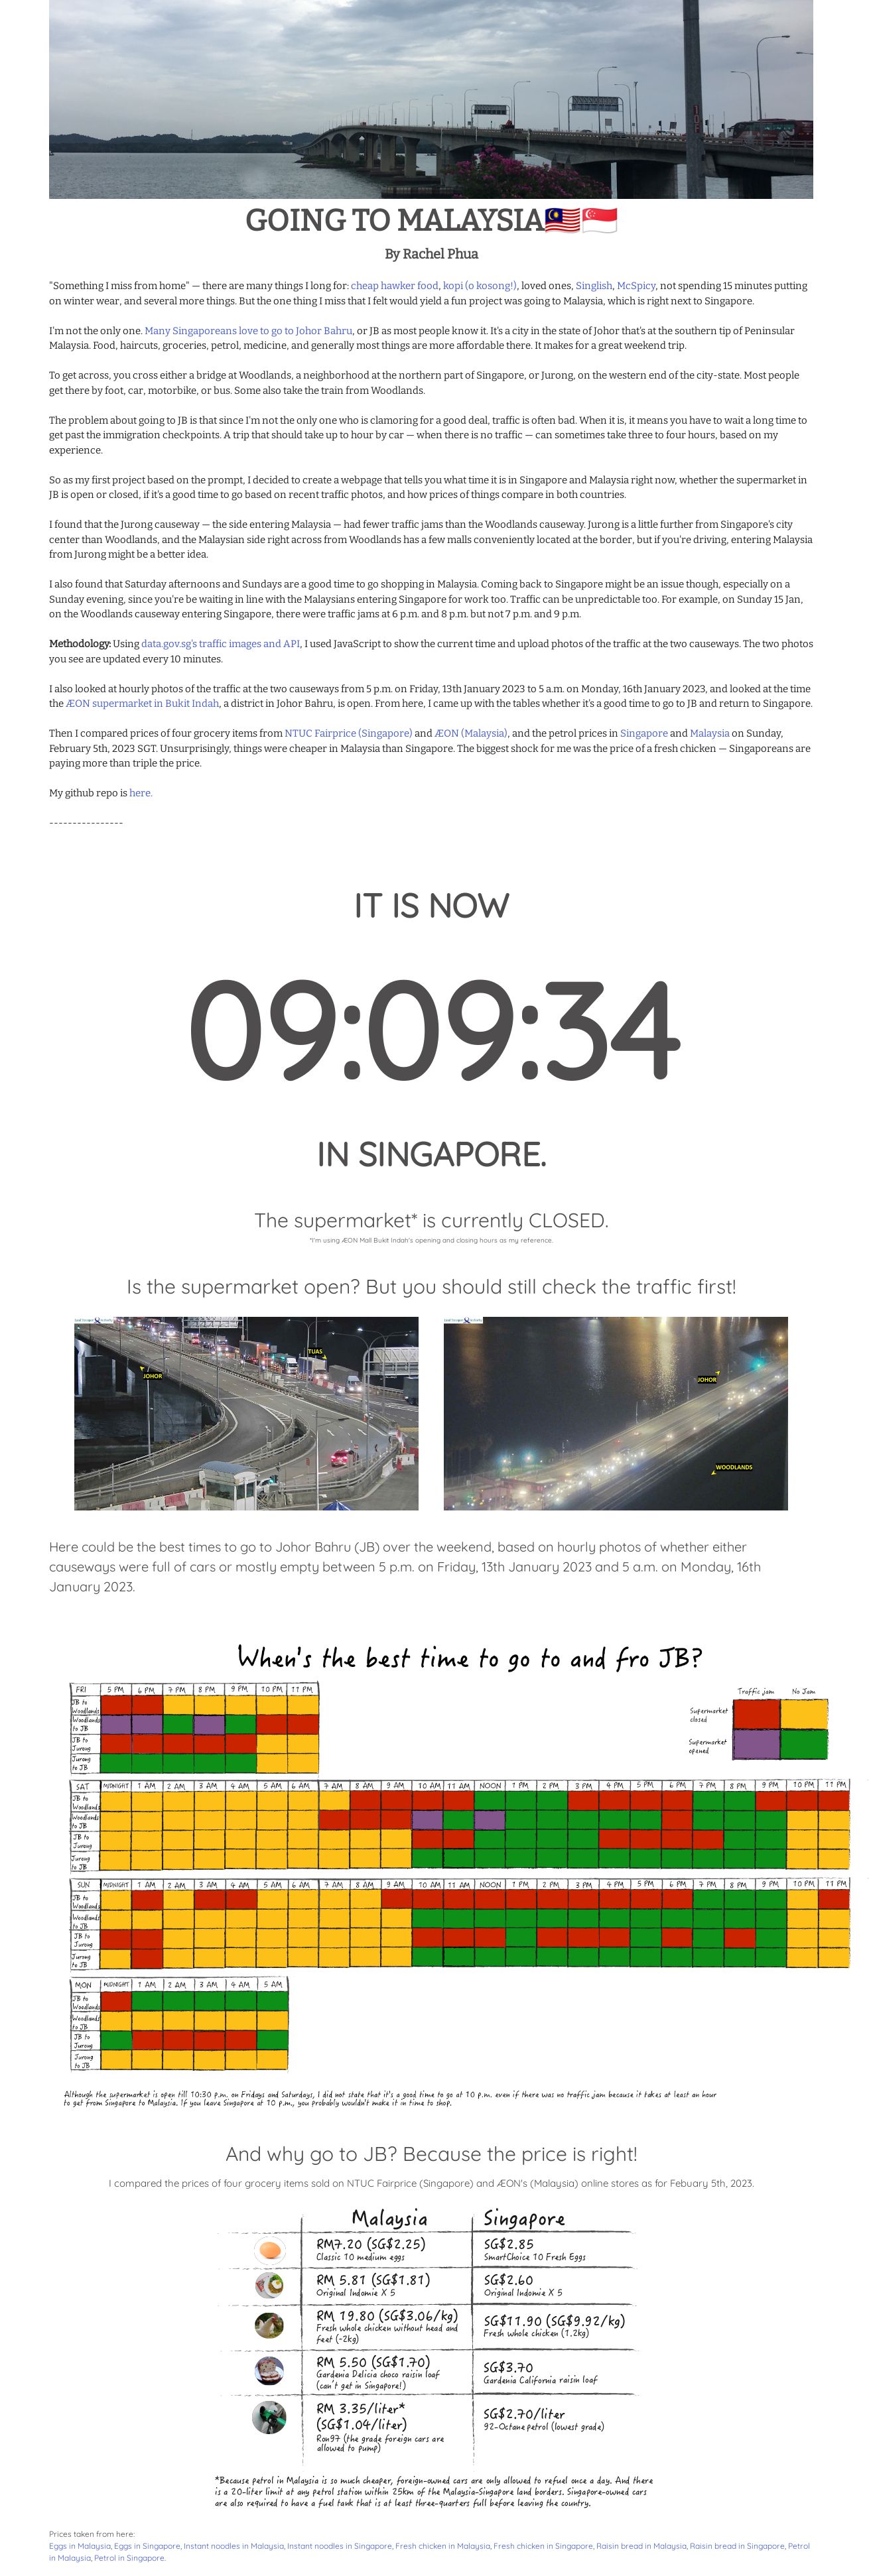 GOING TO MALAYSIA🇲🇾🇸🇬
By Rachel Phua
"Something I miss from home" — there are many things I long for: cheap hawker food, kopi (o kosong!), loved ones, Singlish, McSpicy, not spending 15 minutes putting
on winter wear, and several more things. But the one thing I miss that I felt would yield a fun project was going to Malaysia, which is right next to Singapore.
I'm not the only one. Many Singaporeans love to go to Johor Bahru, or JB as most people know it. It's a city in the state of Johor that's at the southern tip of Peninsular
Malaysia. Food, haircuts, groceries, petrol, medicine, and generally most things are more affordable there. It makes for a great weekend trip.
To get across, you cross either a bridge at Woodlands, a neighborhood at the northern part of Singapore, or Jurong, on the western end of the city-state. Most people
get there by foot, car, motorbike, or bus. Some also take the train from Woodlands.
The problem about going to JB is that since I'm not the only one who is clamoring for a good deal, traffic is often bad. When it is, it means you have to wait a long time to
get past the immigration checkpoints. A trip that should take up to hour by car — when there is no traffic — can sometimes take three to four hours, based on my
experience.
So as my first project based on the prompt, I decided to create a webpage that tells you what time it is in Singapore and Malaysia right now, whether the supermarket in
JB is open or closed, if it's a good time to go based on recent traffic photos, and how prices of things compare in both countries.
I found that the Jurong causeway — the side entering Malaysia — had fewer traffic jams than the Woodlands causeway. Jurong is a little further from Singapore's city
center than Woodlands, and the Malaysian side right across from Woodlands has a few malls conveniently located at the border, but if you're driving, entering Malaysia
from Jurong might be a better idea.
I also found that Saturday afternoons and Sundays are a good time to go shopping in Malaysia. Coming back to Singapore might be an issue though, especially on a
Sunday evening, since you're be waiting in line with the Malaysians entering Singapore for work too. Traffic can be unpredictable too. For example, on Sunday 15 Jan,
on the Woodlands causeway entering Singapore, there were traffic jams at 6 p.m. and 8 p.m. but not 7 p.m. and 9 p.m.
Methodology: Using data.gov.sg's traffic images and API, I used JavaScript to show the current time and upload photos of the traffic at the two causeways. The two photos
you see are updated every 10 minutes.
I also looked at hourly photos of the traffic at the two causeways from 5 p.m. on Friday, 13th January 2023 to 5 a.m. on Monday, 16th January 2023, and looked at the time
the ÆON supermarket in Bukit Indah, a district in Johor Bahru, is open. From here, I came up with the tables whether it's a good time to go to JB and return to Singapore.
Then I compared prices of four grocery items from NTUC Fairprice (Singapore) and ÆON (Malaysia), and the petrol prices in Singapore and Malaysia on Sunday,
February 5th, 2023 SGT. Unsurprisingly, things were cheaper in Malaysia than Singapore. The biggest shock for me was the price of a fresh chicken — Singaporeans are
paying more than triple the price.
My github repo is here.
----------------
IT IS NOW
09:09:34
IN SINGAPORE.
The supermarket* is currently CLOSED.
*I'm using ÆON Mall Bukit Indah's opening and closing hours as my reference.
Is the supermarket open? But you should still check the traffic first!
TUAS
JOHOR
JOHOR
WOODLANDS
Here could be the best times to go to Johor Bahru (JB) over the weekend, based on hourly photos of whether either
causeways were full of cars or mostly empty between 5 p.m. on Friday, 13th January 2023 and 5 a.m. on Monday, 16th
January 2023.
When's the best time to go to and fro JB?
Traffic jam No Jam
Supermarket
closed
Supermarket
opened
FRI 5 PM 6 PM 7 PM 8 PM 9 PM 10 PM 11 PM
JB to
Woodlands
Woodlands
to JB
JB to
Jurong
Jurong
to JB
SAT MIDNIGHT 1 AM 2 AM 3 AM 4 AM 5 AM 6 AM 7 AM 8 AM 9 AM 10 AM 11 AM NOON 1 PM 2 PM 3 PM 4 PM 5 PM 6 PM 7 PM 8 PM 9 PM 10 PM 11 PM
JB to
Woodlands
Woodlands
to JB
JB to
Jurong
Jurong
to JB
SUN MIDNIGHT 1 AM 2 AM 3 AM 4 AM 5 AM 6 AM 7 AM 8 AM 9 AM 10 AM 11 AM NOON 1 PM 2 PM 3 PM 4 PM 5 PM 6 PM 7 PM 8 PM 9 PM 10 PM 11 PM
JB to
Woodlands
Woodlands
to JB
JB to
Jurong
Jurong
to JB
MON MIDNIGHT 1 AM 2 AM 3 AM 4 AM 5 AM
JB to
Woodlands
Woodlands
to JB
JB to
Jurong
Jurong
to JB
Although the supermarket is open till 10:30 p.m. on Fridays and Saturdays, I did not state that it's a good time to go at 10 p.m. even if there was no traffic jam because it takes at least an hour
to get from Singapore to Malaysia. If you leave Singapore at 10 p.m., you probably wouldn't make it in time to shop.
And why go to JB? Because the price is right!
I compared the prices of four grocery items sold on NTUC Fairprice (Singapore) and ÆON's (Malaysia) online stores as for Febuary 5th, 2023.
Malaysia Singapore
RM7.20 (SG$2.25)
Classic 10 medium eggs
SG$2.85
SmartChoice 10 Fresh Eggs
RM 5.81 (SG$1.81)
Original Indomie X 5
SG$2.60
Original Indomie X 5
RM 19.80 (SG$3.06/kg)
Fresh whole chicken without head and
feet (~2kg)
SG$11.90 (SG$9.92/kg)
Fresh whole chicken (1.2kg)
RM 5.50 (SG$1.70)
Gardenia Delicia choco raisin loaf
(can't get in Singapore!)
SG$3.70
Gardenia California raisin loaf
RM 3.35/liter*
(SG$1.04/liter)
Ron97 (the grade foreign cars are
allowed to pump)
SG$2.70/liter
92-Octane petrol (lowest grade)
*Because petrol in Malaysia is so much cheaper, foreign-owned cars are only allowed to refuel once a day. And there
is a 20-liter limit at any petrol station within 25km of the Malaysia-Singapore land borders. Singapore-owned cars
are also required to have a fuel tank that is at least three-quarters full before leaving the country.
Prices taken from here:
Eggs in Malaysia, Eggs in Singapore, Instant noodles in Malaysia, Instant noodles in Singapore, Fresh chicken in Malaysia, Fresh chicken in Singapore, Raisin bread in Malaysia, Raisin bread in Singapore, Petrol
in Malaysia, Petrol in Singapore.